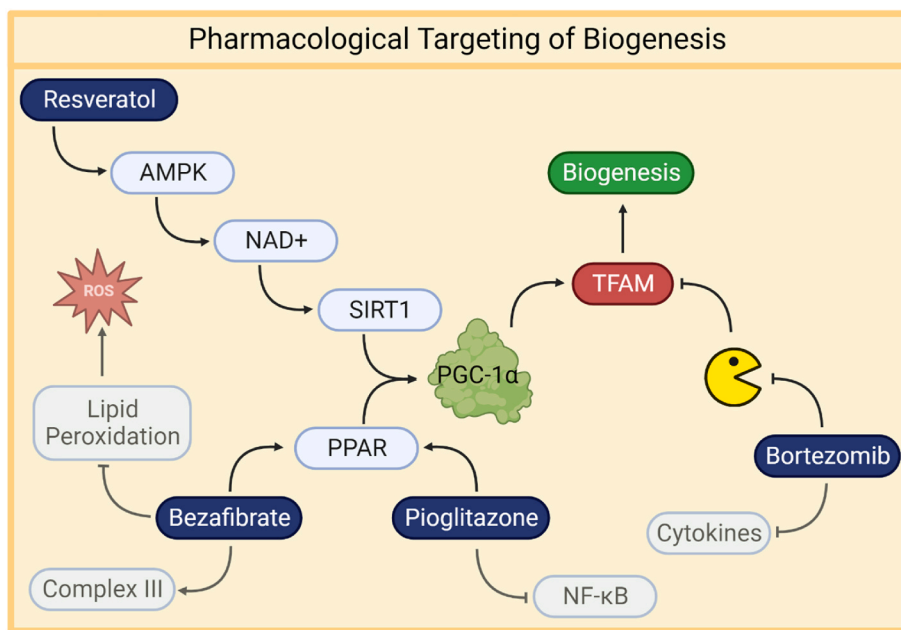 Pharmacological Targeting of Biogenesis
Resveratol
AMPK
Biogenesis
NAD+
ROS
TFAM
SIRT1
PGC-1α
Lipid
Peroxidation
PPAR
Bortezomib
Bezafibrate
Pioglitazone
Cytokines
Complex III
NF-κB